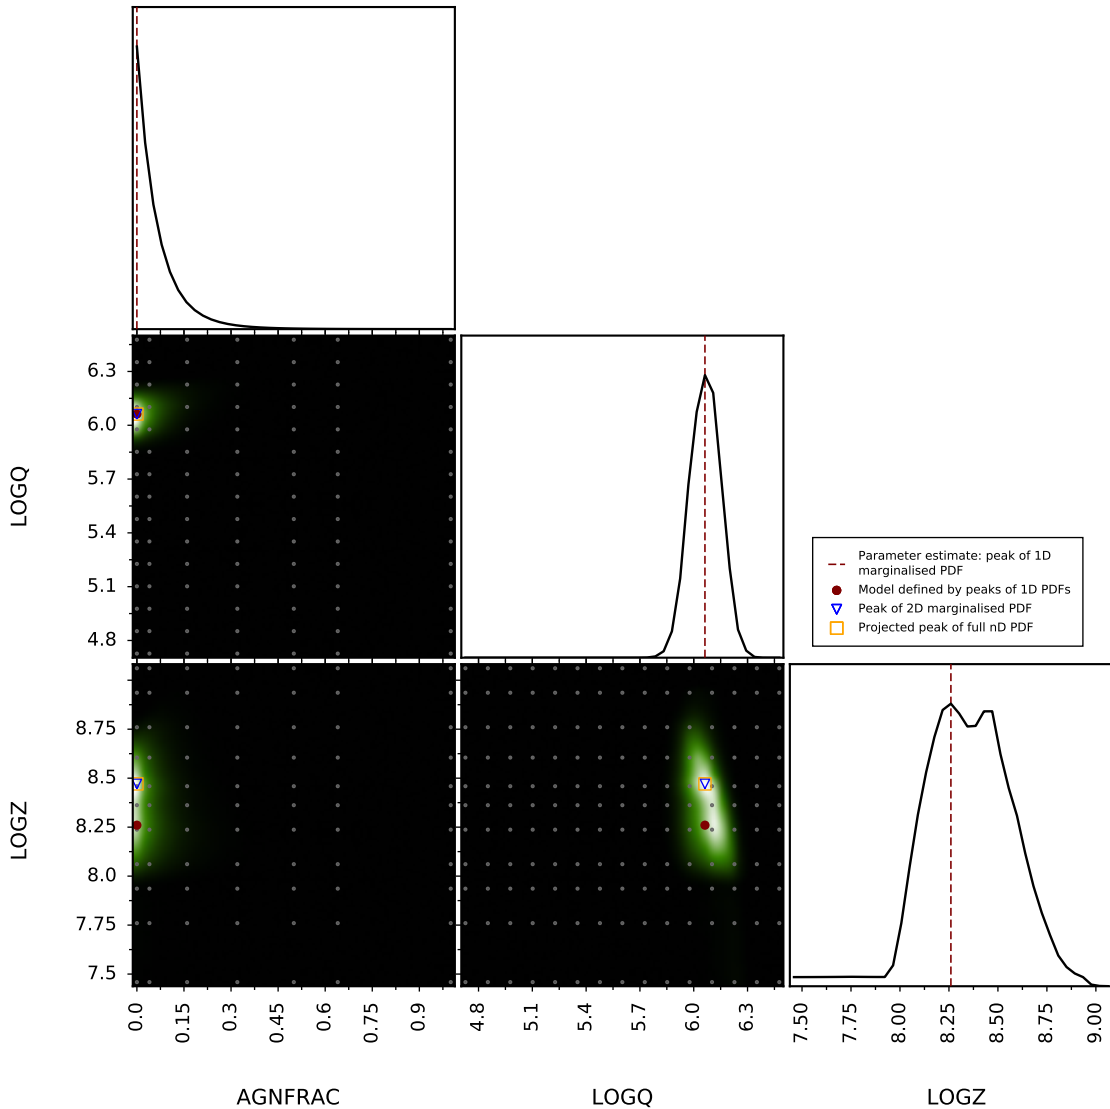 6.3
6.0
5.7
5.4
5.1
4.8
LOGQ
Parameter estimate: peak of 1D
marginalised PDF
Model defined by peaks of 1D PDFs
Peak of 2D marginalised PDF
Projected peak of full nD PDF
8.75
8.5
8.25
8.0
7.75
7.5
LOGZ
0.0 0.15 0.3 0.45 0.6 0.75 0.9
4.8 5.1 5.4 5.7 6.0 6.3
7.50 7.75 8.00 8.25 8.50 8.75 9.00
AGNFRAC
LOGQ
LOGZ